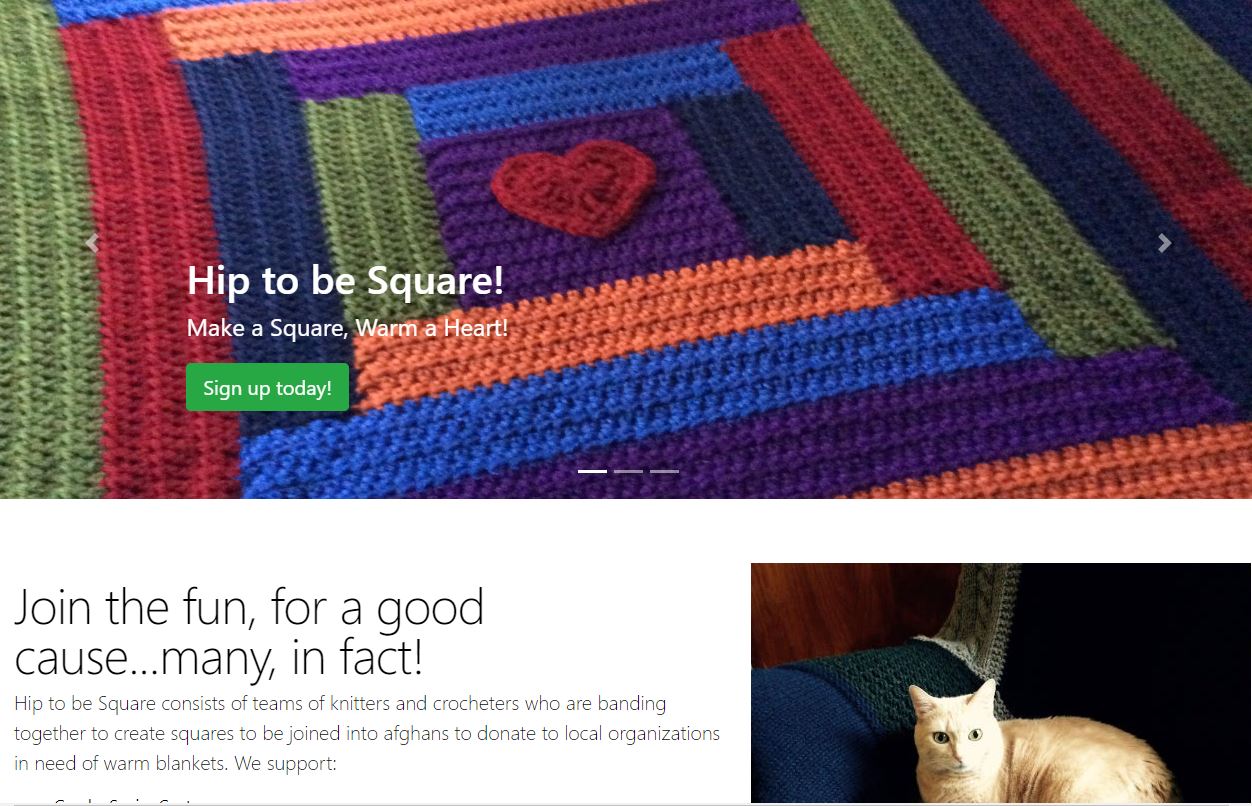 Hip to be Square!
Make a Square, Warm a Heart!
Sign up today!
Join the fun, for a good
cause...many, in fact!
Hip to be Square consists of teams of knitters and crocheters who are banding
together to create squares to be joined into afghans to donate to local organizations
in need of warm blankets. We support: